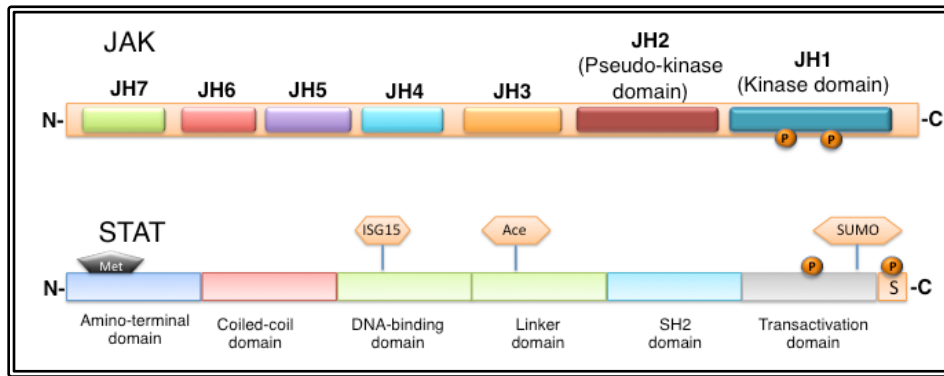 JAK
JH7
JH6
JH5
JH4
JH3
JH2
(Pseudo-kinase
domain)
JH1
(Kinase domain)
N-
-C
P
P
STAT
Met
ISG15
Ace
SUMO
P
P
N-
S
-C
Amino-terminal
domain
Coiled-coil
domain
DNA-binding
domain
Linker
domain
SH2
domain
Transactivation
domain